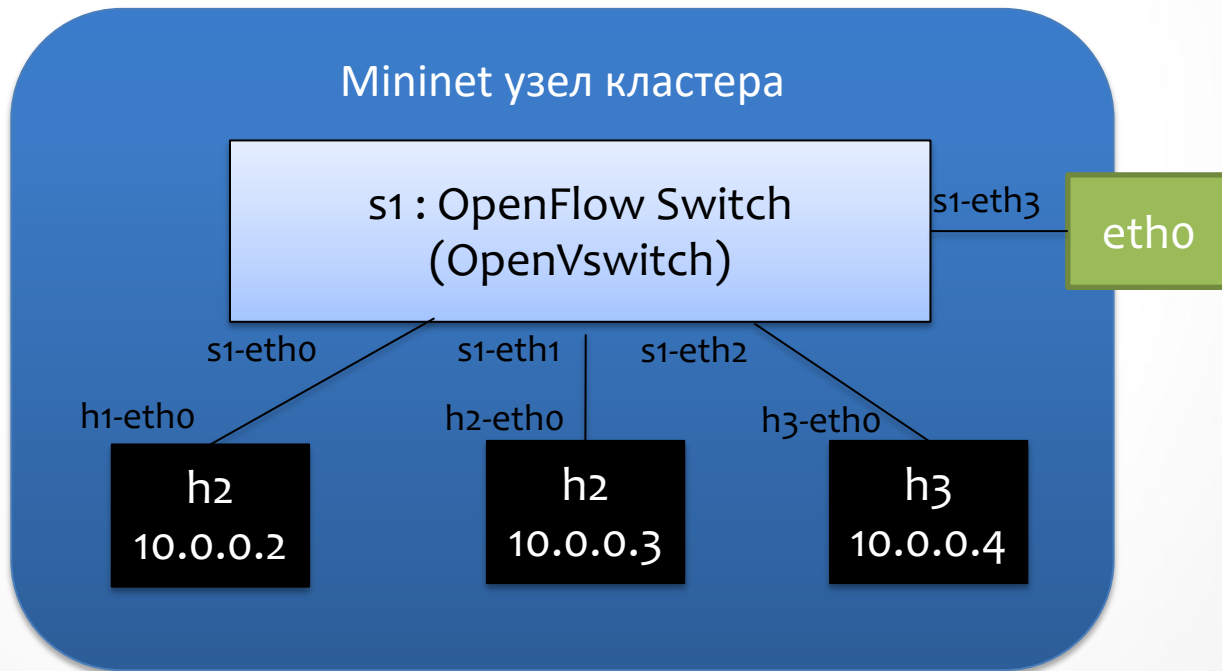 Mininet узел кластера
s1 : OpenFlow Switch
(OpenVswitch)
s1-eth3
eth0
s1-eth0
s1-eth1
s1-eth2
h1-eth0
h2-eth0
h3-eth0
h2
10.0.0.2
h2
10.0.0.3
h3
10.0.0.4